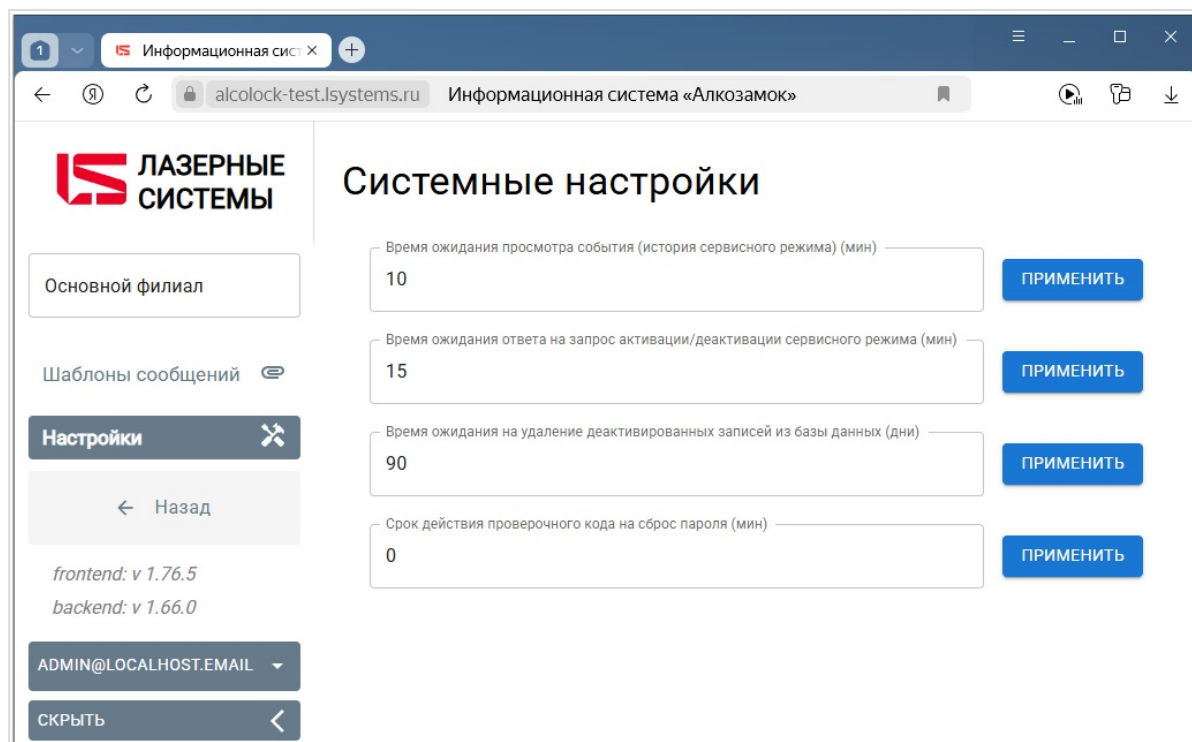 1
Информационная сист
alcolock-test.lsystems.ru Информационная система «Алкозамок»
ЛАЗЕРНЫЕ
СИСТЕМЫ
Основной филиал
Шаблоны сообщений
Настройки
Назад
frontend: v 1.76.5
backend: v 1.66.0
ADMIN@LOCALHOST.EMAIL
СКРЫТЬ
Системные настройки
Время ожидания просмотра события (история сервисного режима) (мин)
10
ПРИМЕНИТЬ
Время ожидания ответа на запрос активации/деактивации сервисного режима (мин)
15
ПРИМЕНИТЬ
Время ожидания на удаление деактивированных записей из базы данных (дни)
90
ПРИМЕНИТЬ
Срок действия проверочного кода на сброс пароля (мин)
0
ПРИМЕНИТЬ